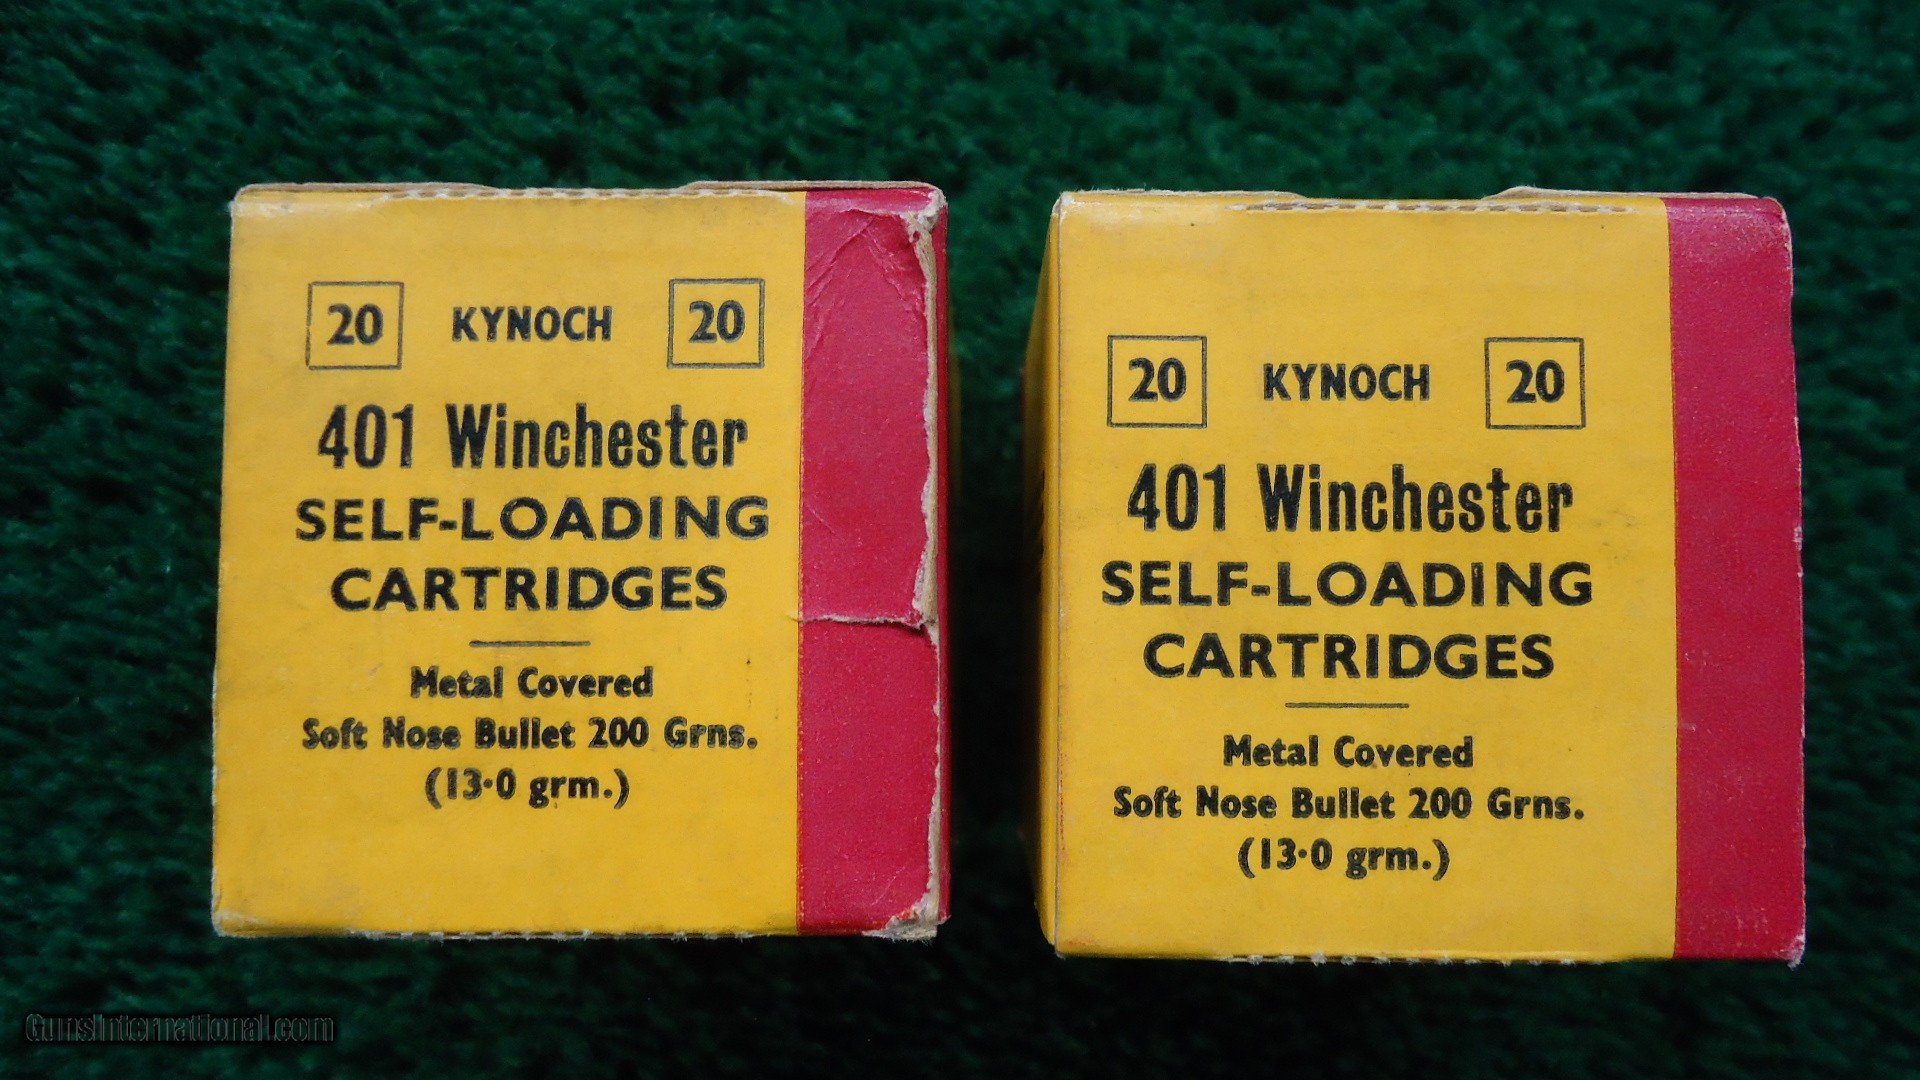 20 KYNOCH 20
401 Winchester
SELF-LOADING
CARTRIDGES
Metal Covered
Soft Nose Bullet 200 Grns.
(13·0 grm.)
20 KYNOCH 20
401 Winchester
SELF-LOADING
CARTRIDGES
Metal Covered
Soft Nose Bullet 200 Grns.
(13·0 grm.)
GunsInternational.com